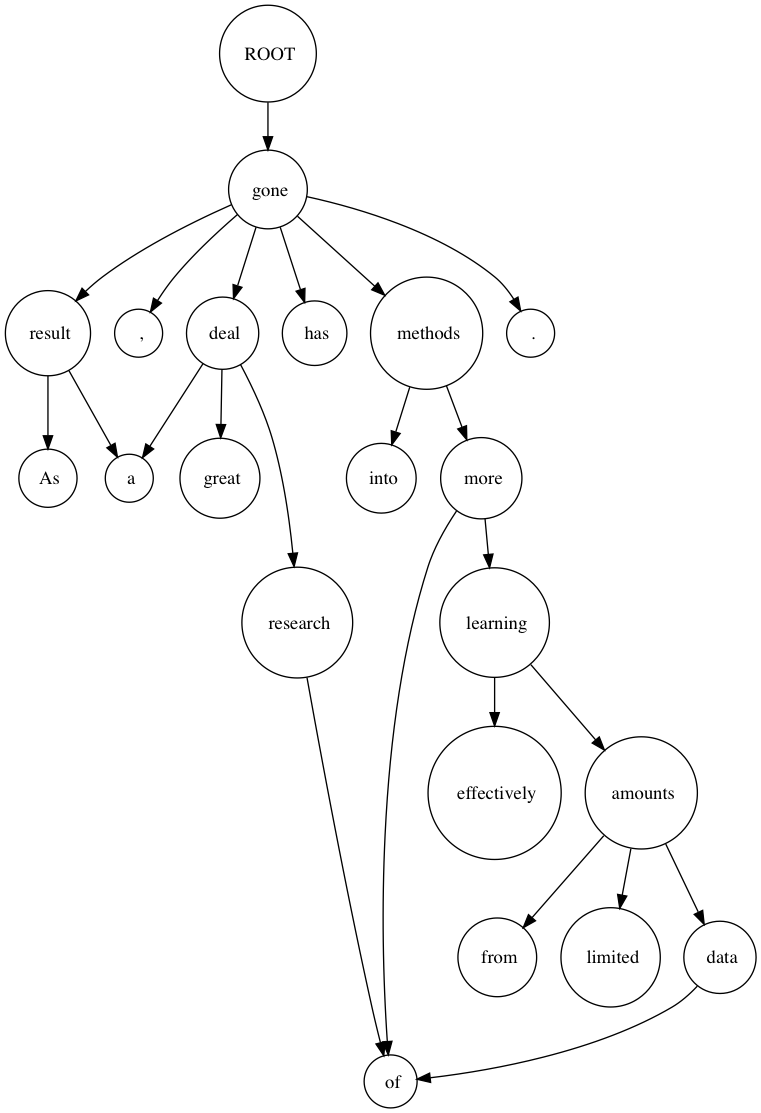 ROOT
gone
result
,
deal
has
methods
.
As
a
great
into
more
research
learning
effectively
amounts
from
limited
data
of